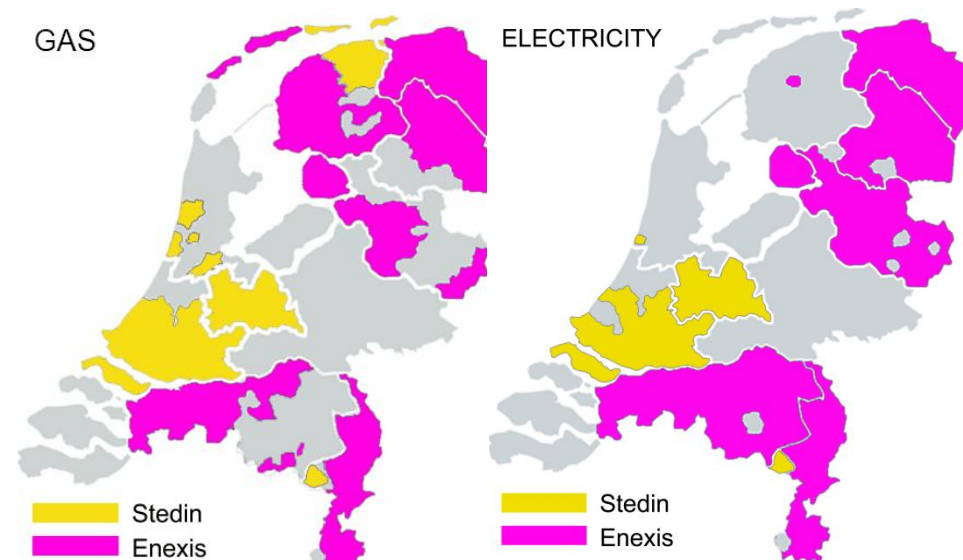 GAS
ELECTRICITY
Stedin
Enexis
Stedin
Enexis